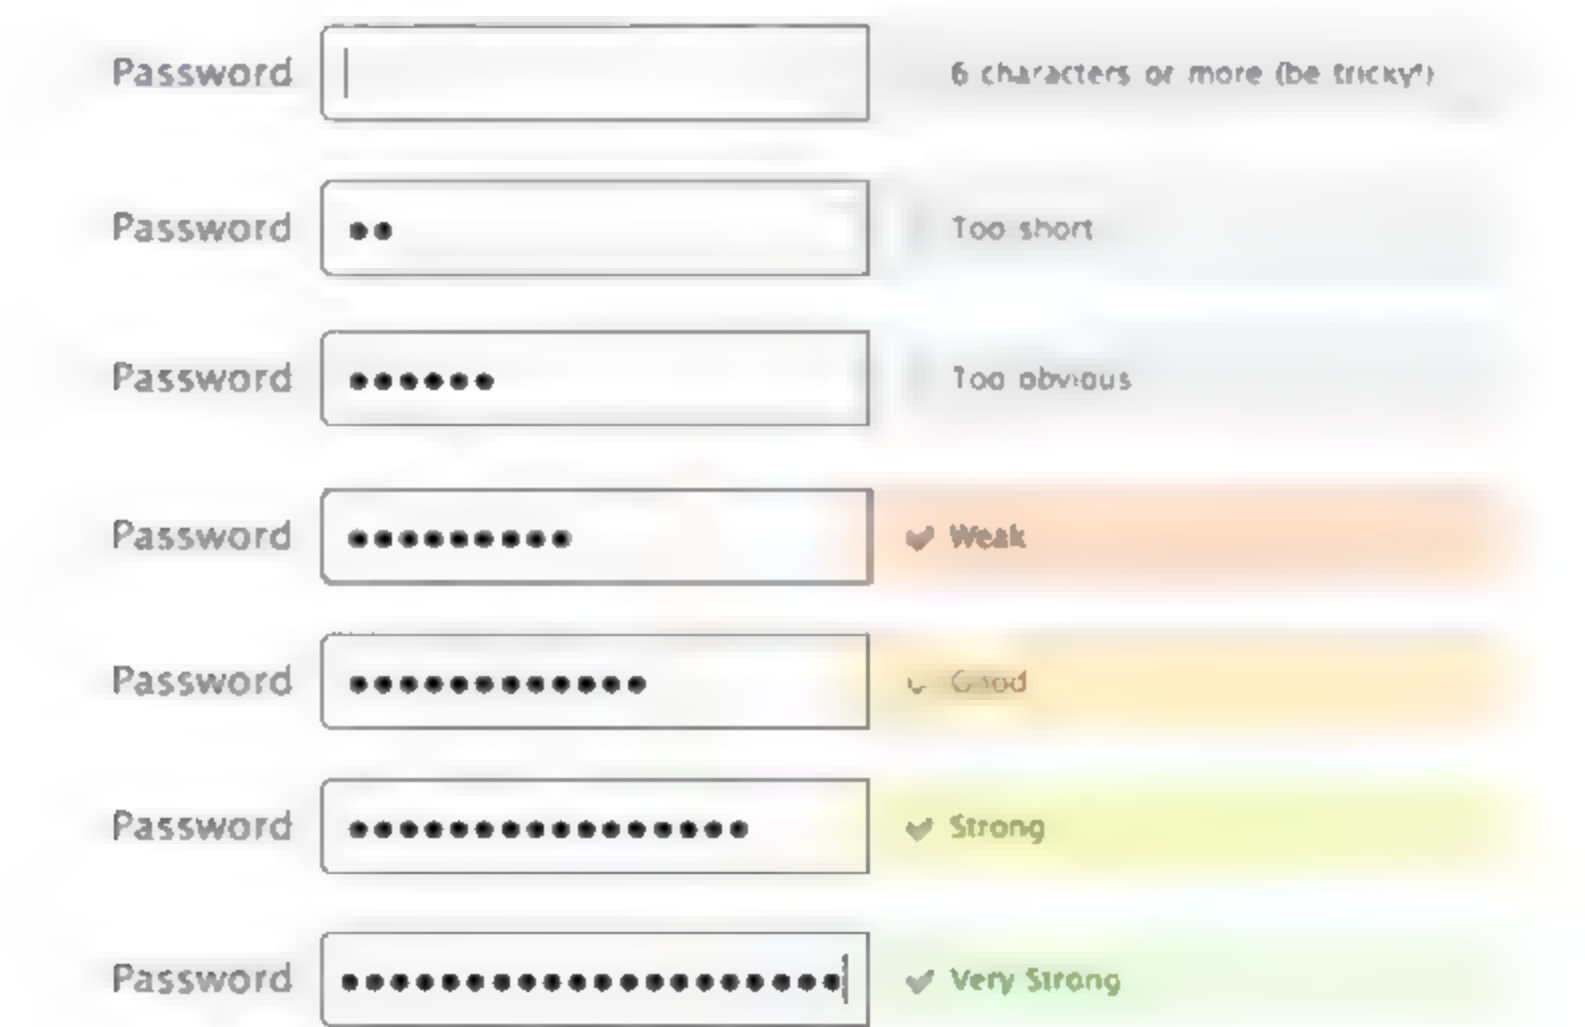 Password 6 characters or more (be tricky!)
Password •• Too short
Password •••••• Too obvious
Password ••••••••• Weak
Password •••••••••••• Good
Password •••••••••••••••• Strong
Password •••••••••••••••••••• Very Strong